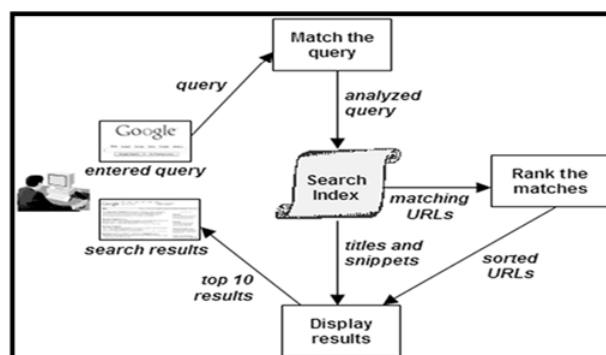 Match the
query
query
analyzed
query
Google
entered query
Search
Index
matching
URLs
Rank the
matches
search results
titles and
snippets
sorted
URLs
top 10
results
Display
results